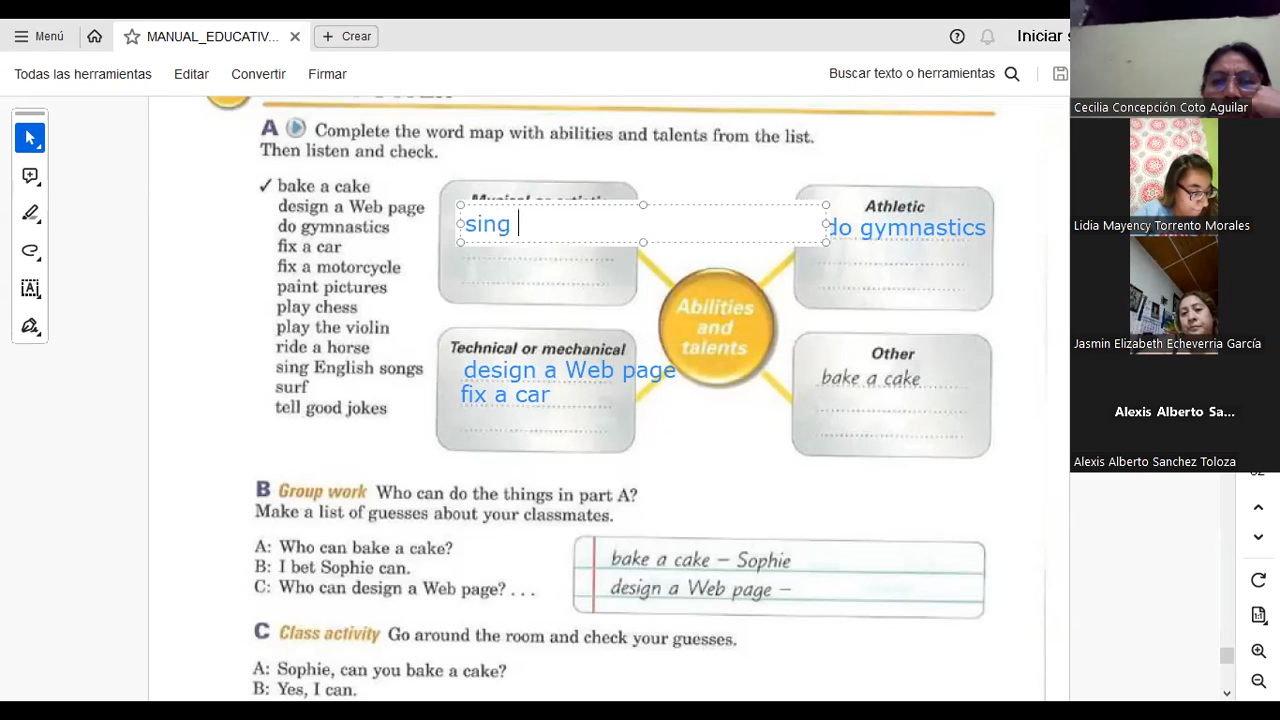 Menú
MANUAL_EDUCATIV...
Crear
Iniciar
Todas las herramientas
Editar
Convertir
Firmar
Buscar texto o herramientas
A Complete the word map with abilities and talents from the list.
Then listen and check.
✓ bake a cake
design a Web page
do gymnastics
fix a car
fix a motorcycle
paint pictures
play chess
play the violin
ride a horse
sing English songs
surf
tell good jokes
sing
Athletic
do gymnastics
Abilities
and
talents
Technical or mechanical
design a Web page
fix a car
Other
bake a cake
B Group work Who can do the things in part A?
Make a list of guesses about your classmates.
A: Who can bake a cake?
B: I bet Sophie can.
C: Who can design a Web page? . . .
bake a cake – Sophie
design a Web page –
C Class activity Go around the room and check your guesses.
A: Sophie, can you bake a cake?
B: Yes, I can.
Cecilia Concepción Coto Aguilar
Lidia Mayency Torrento Morales
Jasmin Elizabeth Echeverria García
Alexis Alberto Sa...
Alexis Alberto Sanchez Toloza